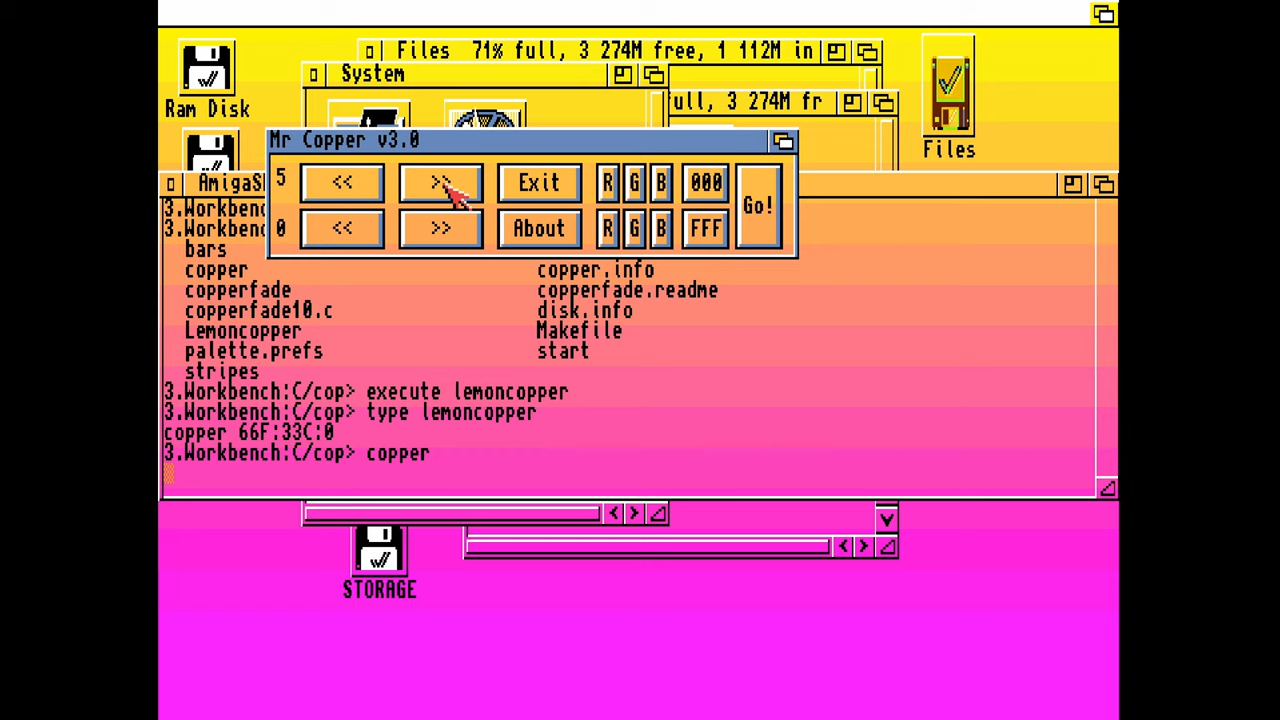 Files 71% full, 3 274M free, 1 112M in
System
Ram Disk
ull, 3 274M fr
Files
Mr Copper v3.0
5 << >> Exit R G B 000 Go!
0 << >> About R G B FFF
AmigaS
3.Workbenc
3.Workbenc
bars
copper copper.info
copperfade copperfade.readme
copperfade10.c disk.info
Lemoncopper Makefile
palette.prefs start
stripes
3.Workbench:C/cop> execute lemoncopper
3.Workbench:C/cop> type lemoncopper
copper 66F:33C:0
3.Workbench:C/cop> copper
STORAGE